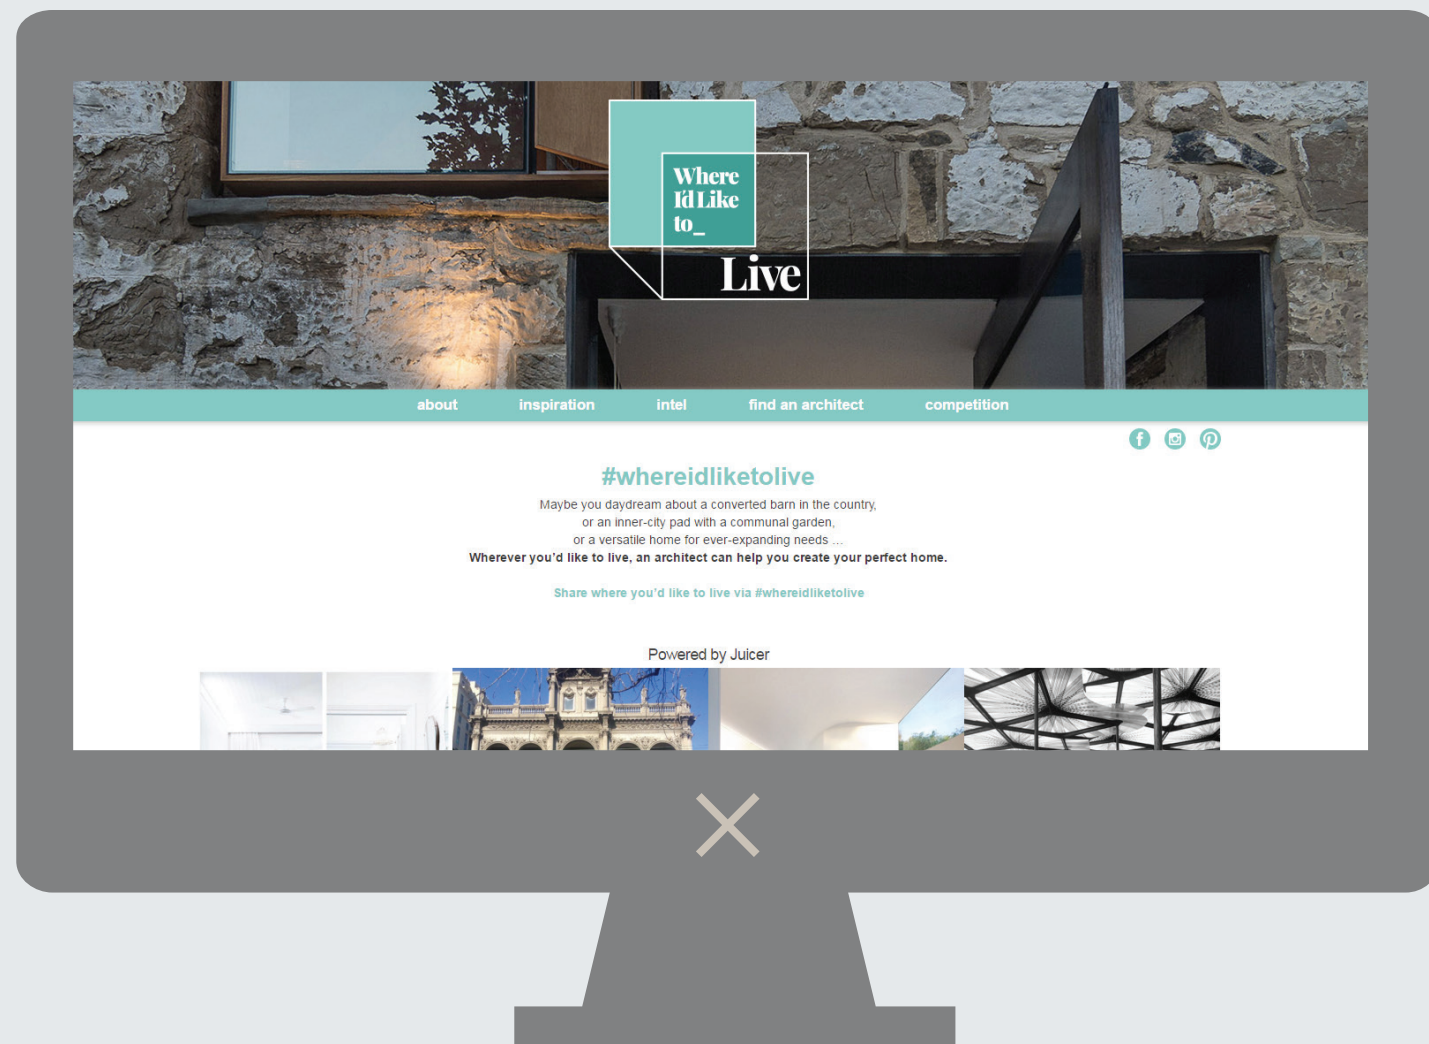 Where
I'd Like
to_
Live
about inspiration intel find an architect competition
#whereidliketolive
Maybe you daydream about a converted barn in the country,
or an inner-city pad with a communal garden,
or a versatile home for ever-expanding needs ...
Wherever you'd like to live, an architect can help you create your perfect home.
Share where you'd like to live via #whereidliketolive
Powered by Juicer